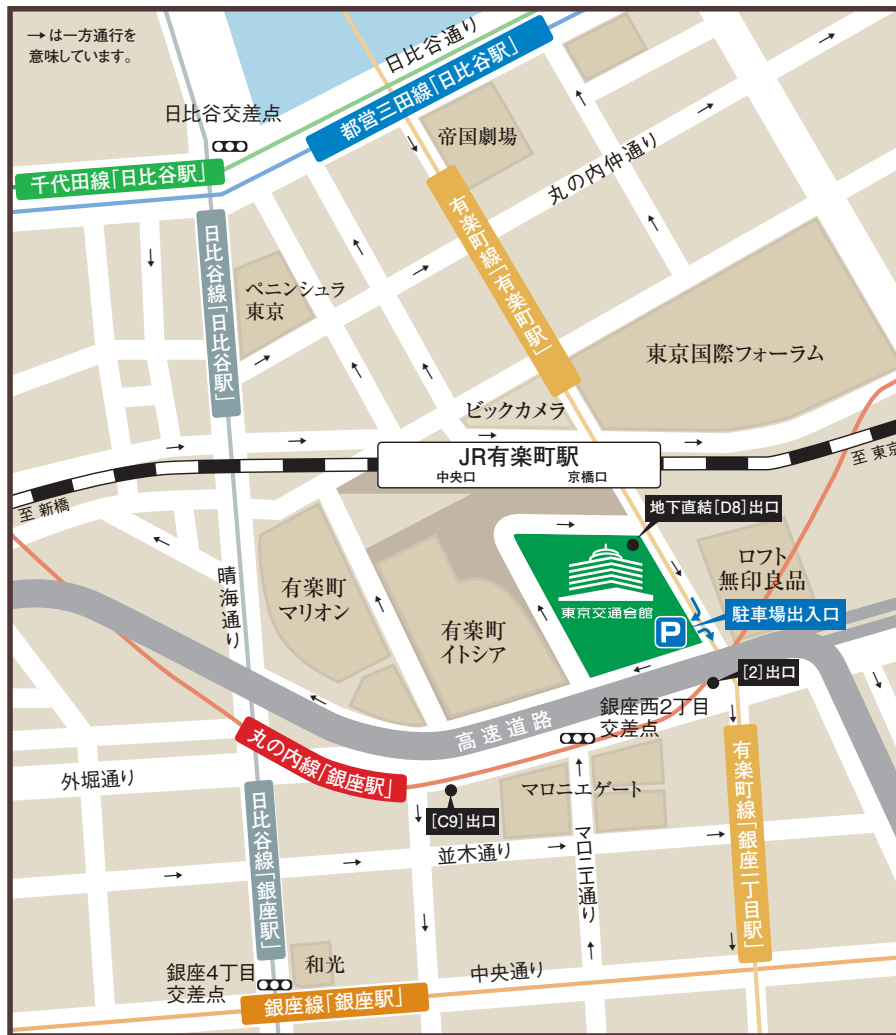 →は一方通行を
意味しています。
日比谷通り
都営三田線「日比谷駅」
日比谷交差点
帝国劇場
千代田線「日比谷駅」
丸の内仲通り
有楽町線「有楽町駅」
日比谷線「日比谷駅」
ペニンシュラ
東京
東京国際フォーラム
ビックカメラ
JR有楽町駅
中央口
京橋口
至 東京
至 新橋
地下直結[D8]出口
ロフト
無印良品
東京交通会館
P
駐車場出入口
晴海通り
有楽町
マリオン
有楽町
イトシア
[2]出口
高速道路
銀座西2丁目
交差点
丸の内線「銀座駅」
外堀通り
マロニエゲート
[C9]出口
有楽町線「銀座一丁目駅」
日比谷線「銀座駅」
並木通り
マロニエ通り
和光
中央通り
銀座4丁目
交差点
銀座線「銀座駅」